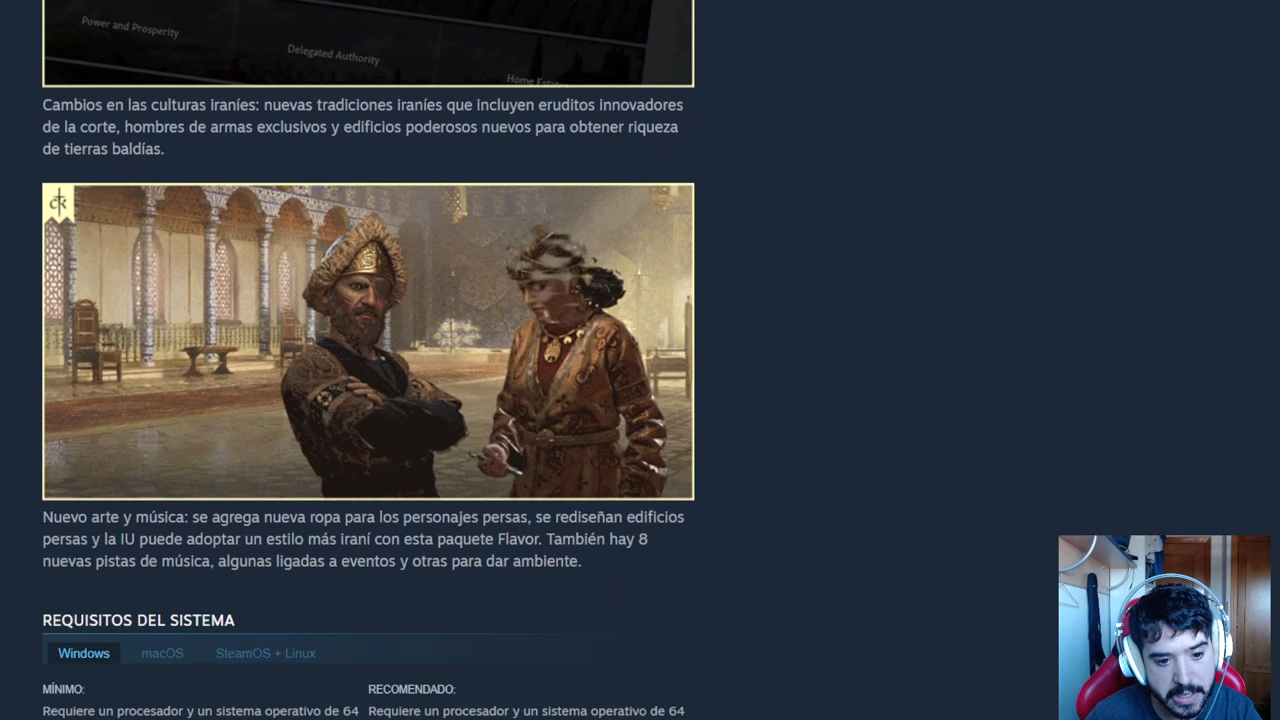 Power and Prosperity
Delegated Authority
Home Estate
Cambios en las culturas iraníes: nuevas tradiciones iraníes que incluyen eruditos innovadores
de la corte, hombres de armas exclusivos y edificios poderosos nuevos para obtener riqueza
de tierras baldías.
Nuevo arte y música: se agrega nueva ropa para los personajes persas, se rediseñan edificios
persas y la IU puede adoptar un estilo más iraní con esta paquete Flavor. También hay 8
nuevas pistas de música, algunas ligadas a eventos y otras para dar ambiente.
REQUISITOS DEL SISTEMA
Windows macOS SteamOS + Linux
MÍNIMO: RECOMENDADO:
Requiere un procesador y un sistema operativo de 64 Requiere un procesador y un sistema operativo de 64